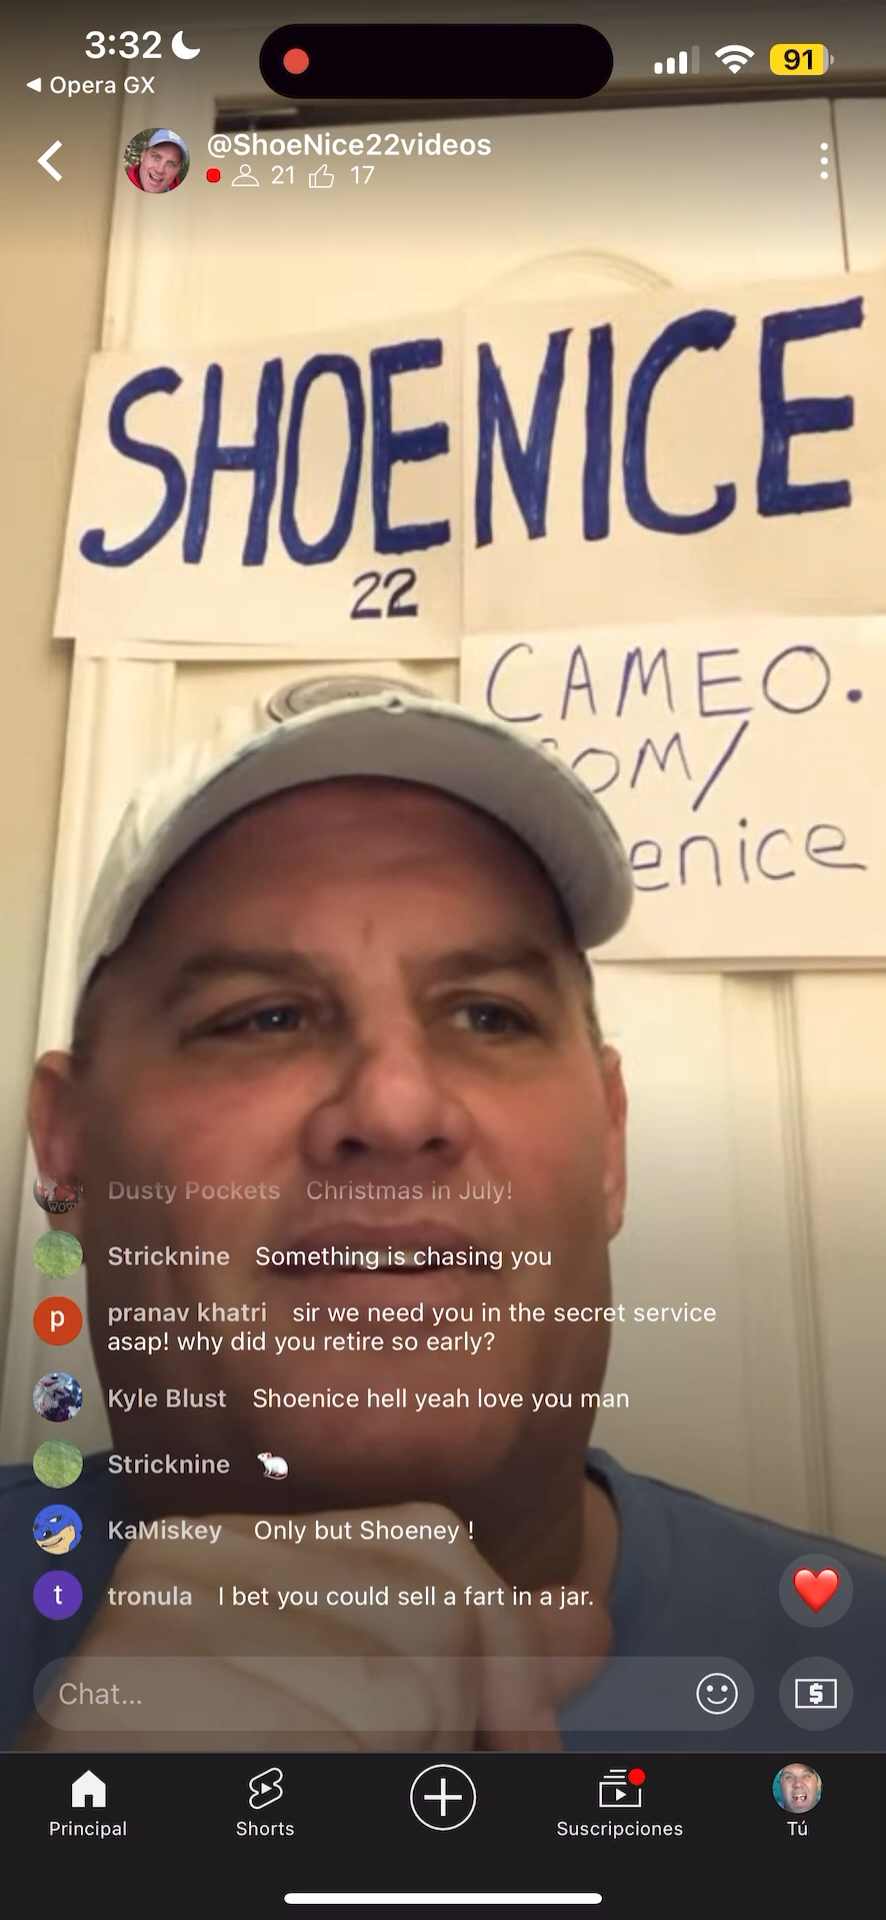 3:32
91
Opera GX
@ShoeNice22videos
21 17
SHOENICE
22
CAMEO.
OM/
enice
WOW
Dusty Pockets Christmas in July!
Stricknine Something is chasing you
p
pranav khatri sir we need you in the secret service
asap! why did you retire so early?
Kyle Blust Shoenice hell yeah love you man
Stricknine 🐁
KaMiskey Only but Shoeney !
t
tronula I bet you could sell a fart in a jar.
Chat...
$
Principal
Shorts
Suscripciones
Tú